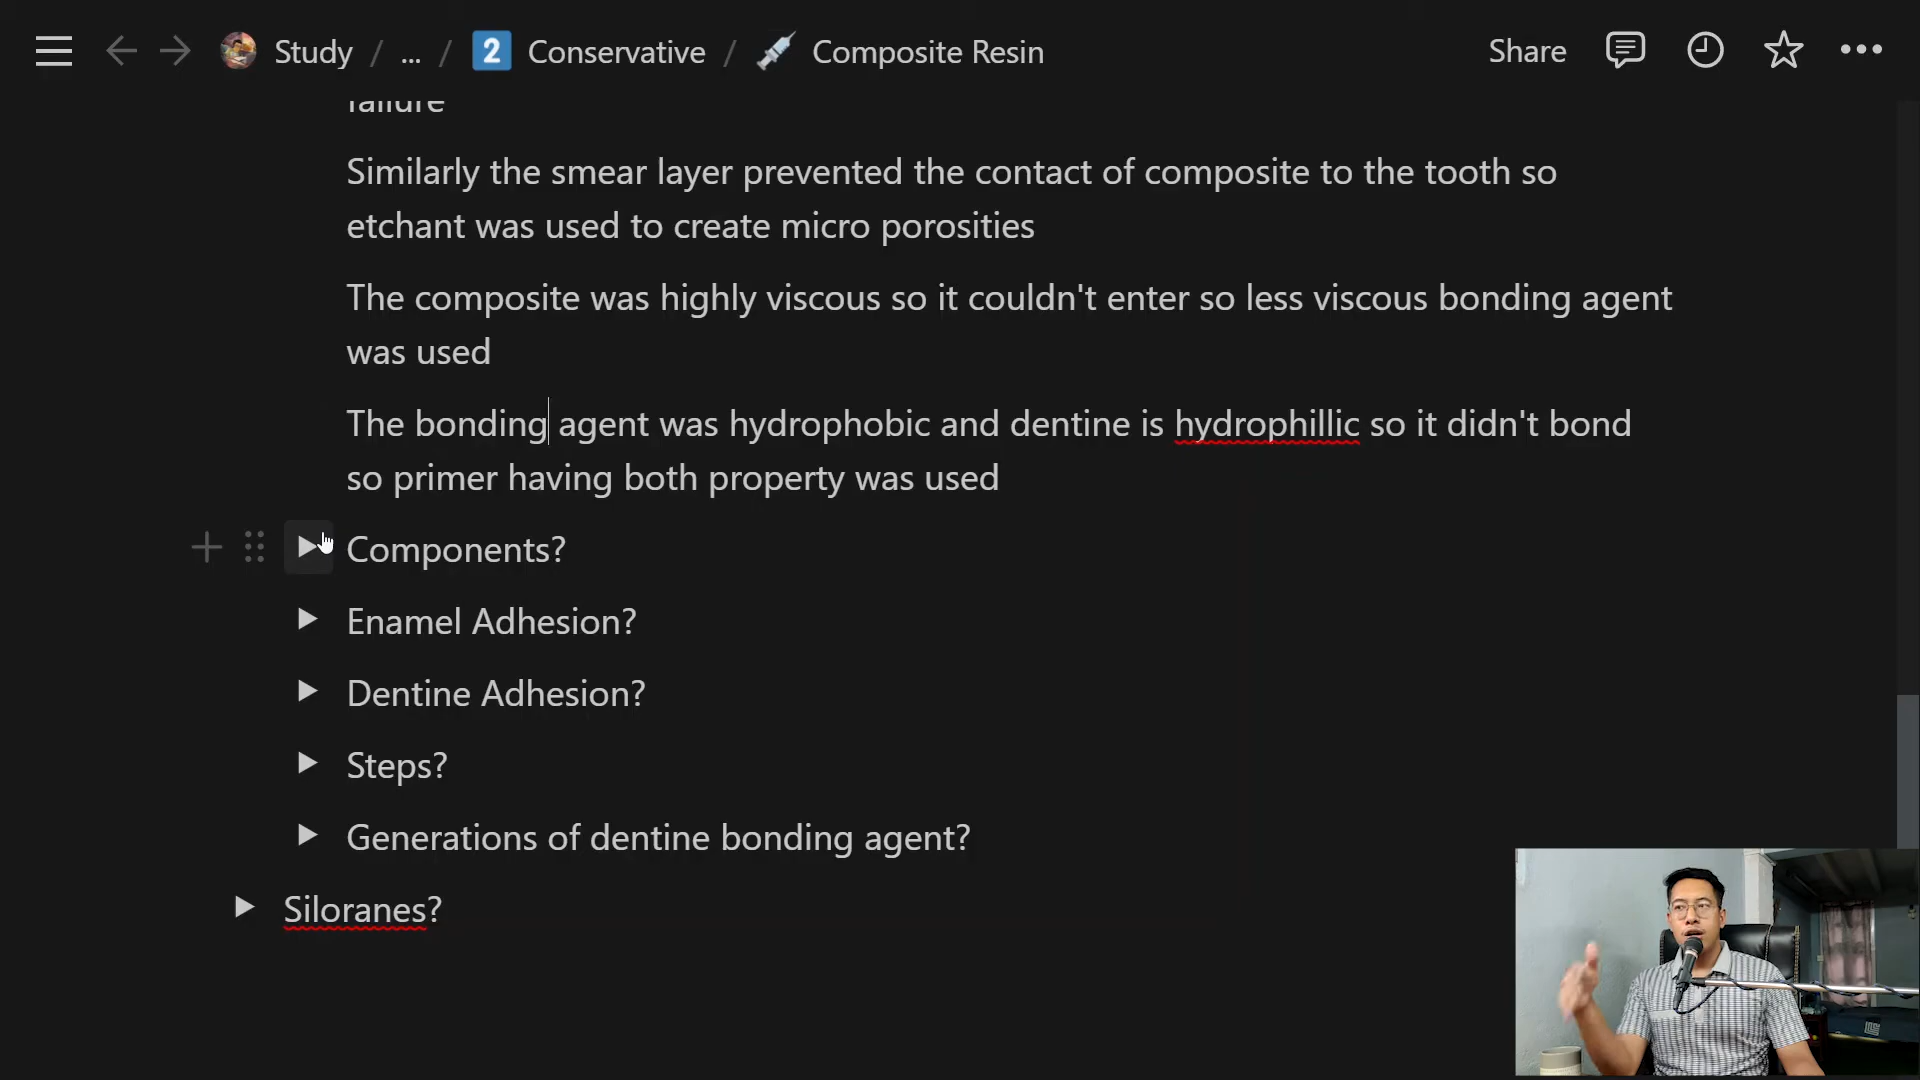 Study / ... / 2 Conservative / Composite Resin
Share
failure
Similarly the smear layer prevented the contact of composite to the tooth so
etchant was used to create micro porosities
The composite was highly viscous so it couldn't enter so less viscous bonding agent
was used
The bonding agent was hydrophobic and dentine is hydrophillic so it didn't bond
so primer having both property was used
Components?
Enamel Adhesion?
Dentine Adhesion?
Steps?
Generations of dentine bonding agent?
Siloranes?